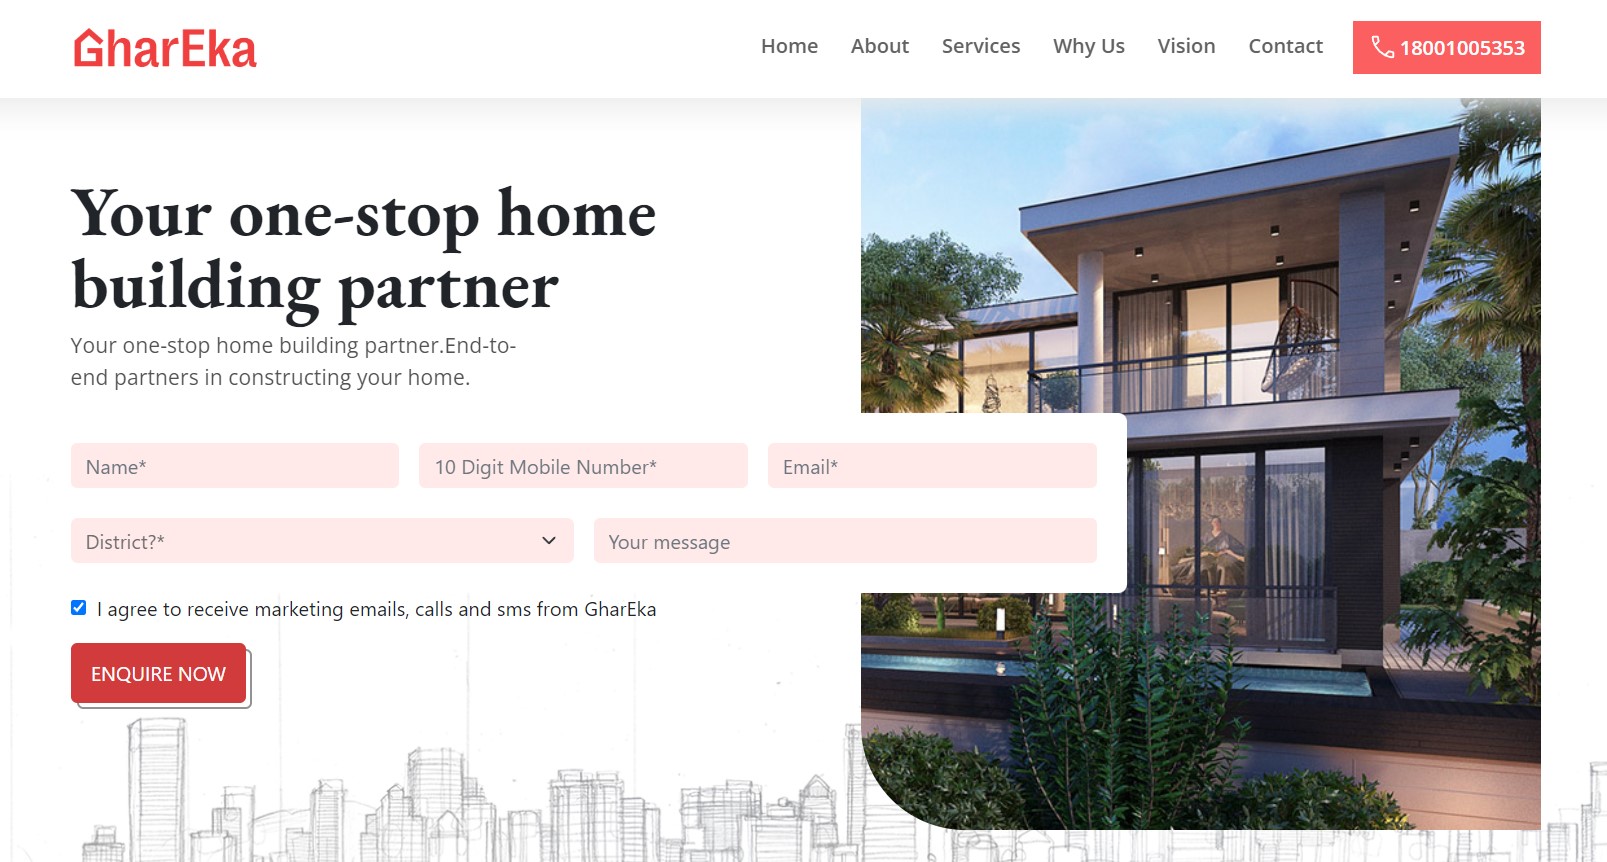 GharEka
Home About Services Why Us Vision Contact 18001005353
Your one-stop home
building partner
Your one-stop home building partner.End-to-
end partners in constructing your home.
Name* 10 Digit Mobile Number* Email*
District?* Your message
I agree to receive marketing emails, calls and sms from GharEka
ENQUIRE NOW